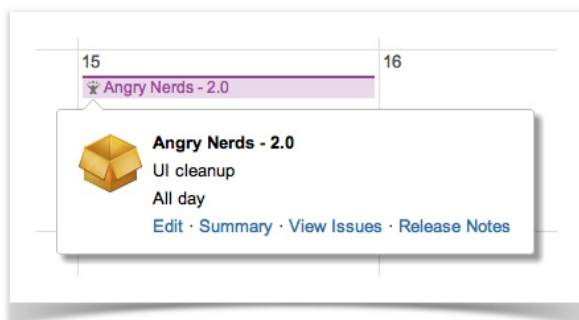 15 16
Angry Nerds - 2.0
Angry Nerds - 2.0
UI cleanup
All day
Edit · Summary · View Issues · Release Notes